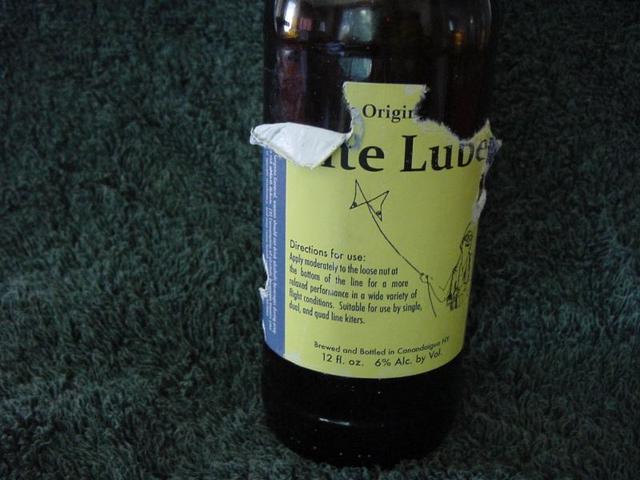 Origin
ite Lube
Directions for use:
Apply moderately to the loose nut at
the bottom of the line for a more
relaxed performance in a wide variety of
flight conditions. Suitable for use by single,
dual, and quad line kiters.
Brewed and Bottled in Canandaigua NY
12 fl. oz. 6% Alc. by Vol.